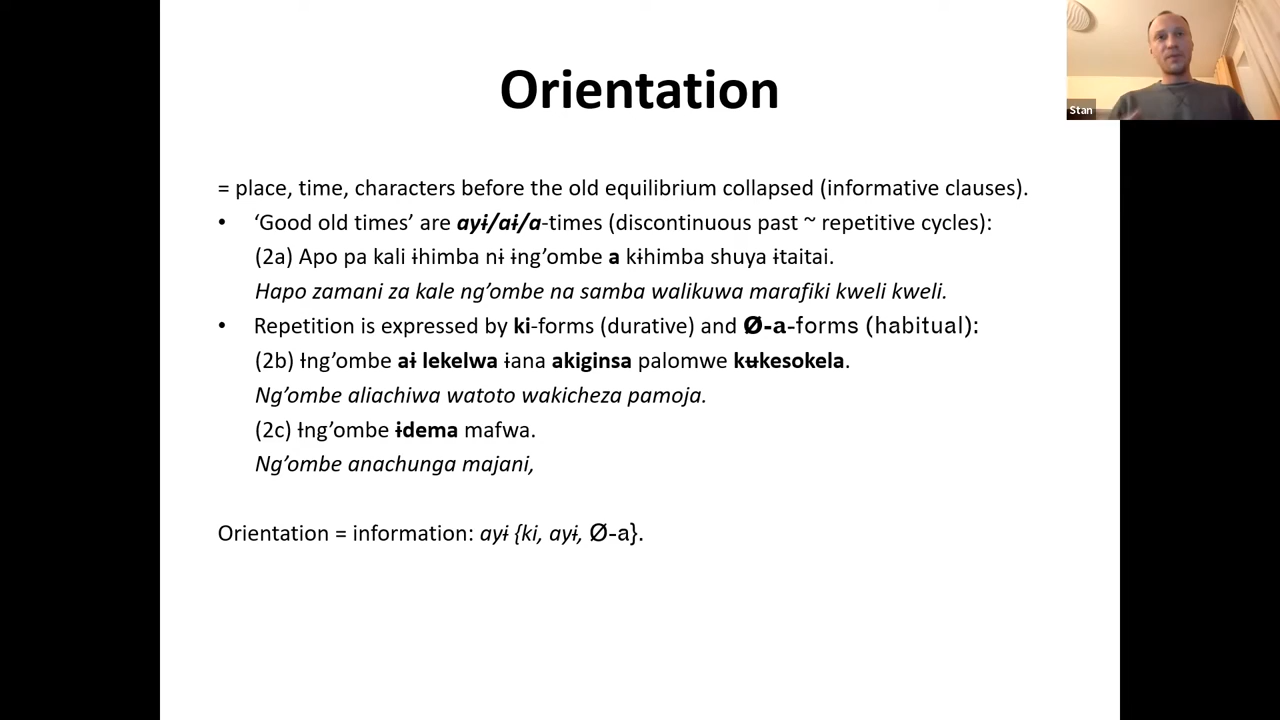 Orientation
Stan
= place, time, characters before the old equilibrium collapsed (informative clauses).
• ‘Good old times’ are ayɨ/aɨ/a-times (discontinuous past ~ repetitive cycles):
(2a) Apo pa kali ɨhimba nɨ ɨng’ombe a kɨhimba shuya ɨtaitai.
Hapo zamani za kale ng’ombe na samba walikuwa marafiki kweli kweli.
• Repetition is expressed by ki-forms (durative) and Ø-a-forms (habitual):
(2b) Ɨng’ombe aɨ lekelwa ɨana akiginsa palomwe kʉkesokela.
Ng’ombe aliachiwa watoto wakicheza pamoja.
(2c) Ɨng’ombe ɨdema mafwa.
Ng’ombe anachunga majani,
Orientation = information: ayɨ {ki, ayɨ, Ø-a}.